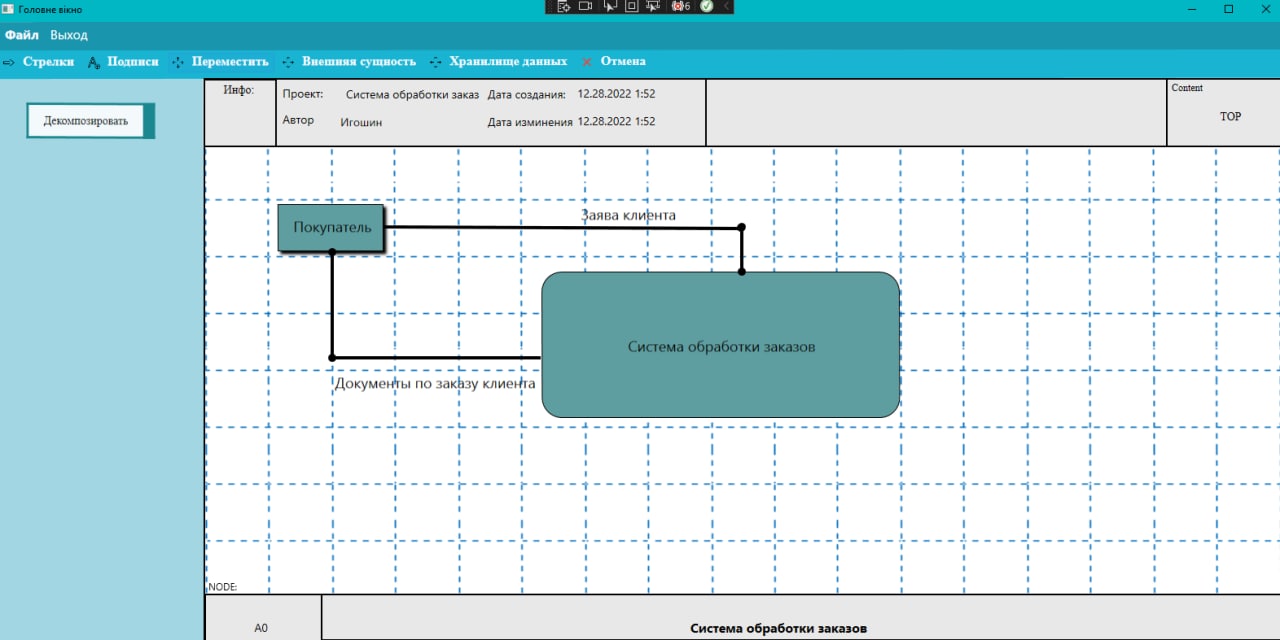 Головне вікно
6
Файл Выход
Стрелки Подписи Переместить Внешняя сущность Хранилище данных Отмена
Декомпозировать
Инфо:
Проект: Система обработки заказ Дата создания: 12.28.2022 1:52
Автор Игошин Дата изминения 12.28.2022 1:52
Content
TOP
Покупатель
Заява клиента
Система обработки заказов
Документы по заказу клиента
NODE:
A0
Система обработки заказов